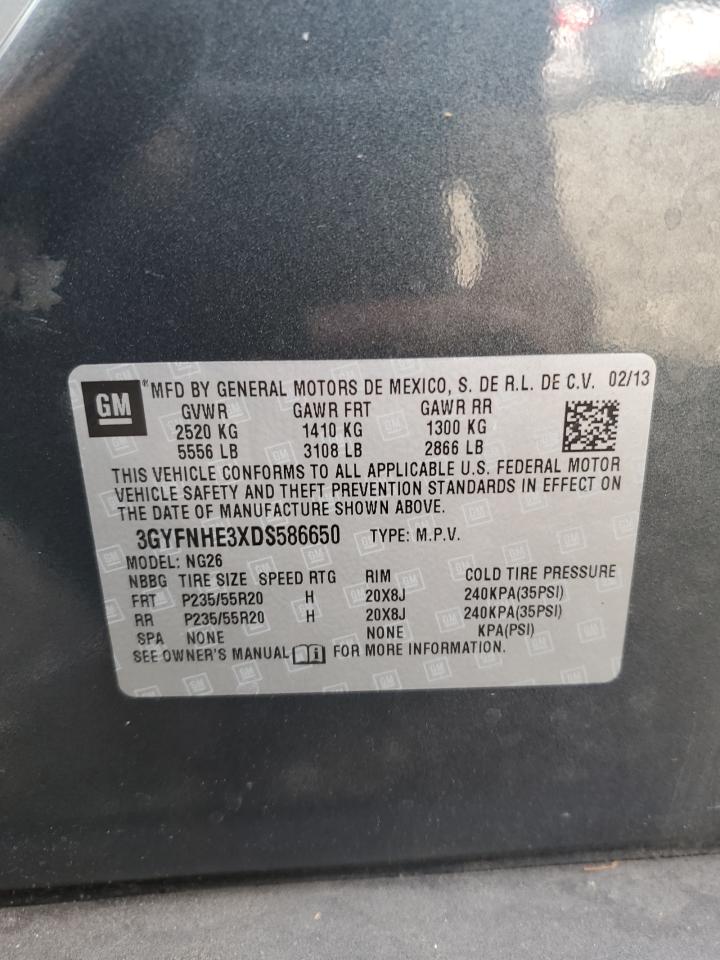 GM ® MFD BY GENERAL MOTORS DE MEXICO, S. DE R.L. DE C.V. 02/13
GVWR GAWR FRT GAWR RR
2520 KG 1410 KG 1300 KG
5556 LB 3108 LB 2866 LB
THIS VEHICLE CONFORMS TO ALL APPLICABLE U.S. FEDERAL MOTOR
VEHICLE SAFETY AND THEFT PREVENTION STANDARDS IN EFFECT ON
THE DATE OF MANUFACTURE SHOWN ABOVE.
3GYFNHE3XDS586650 TYPE: M.P.V.
MODEL: NG26
NBBG TIRE SIZE SPEED RTG RIM COLD TIRE PRESSURE
FRT P235/55R20 H 20X8J 240KPA(35PSI)
RR P235/55R20 H 20X8J 240KPA(35PSI)
SPA NONE NONE KPA(PSI)
SEE OWNER'S MANUAL i FOR MORE INFORMATION.